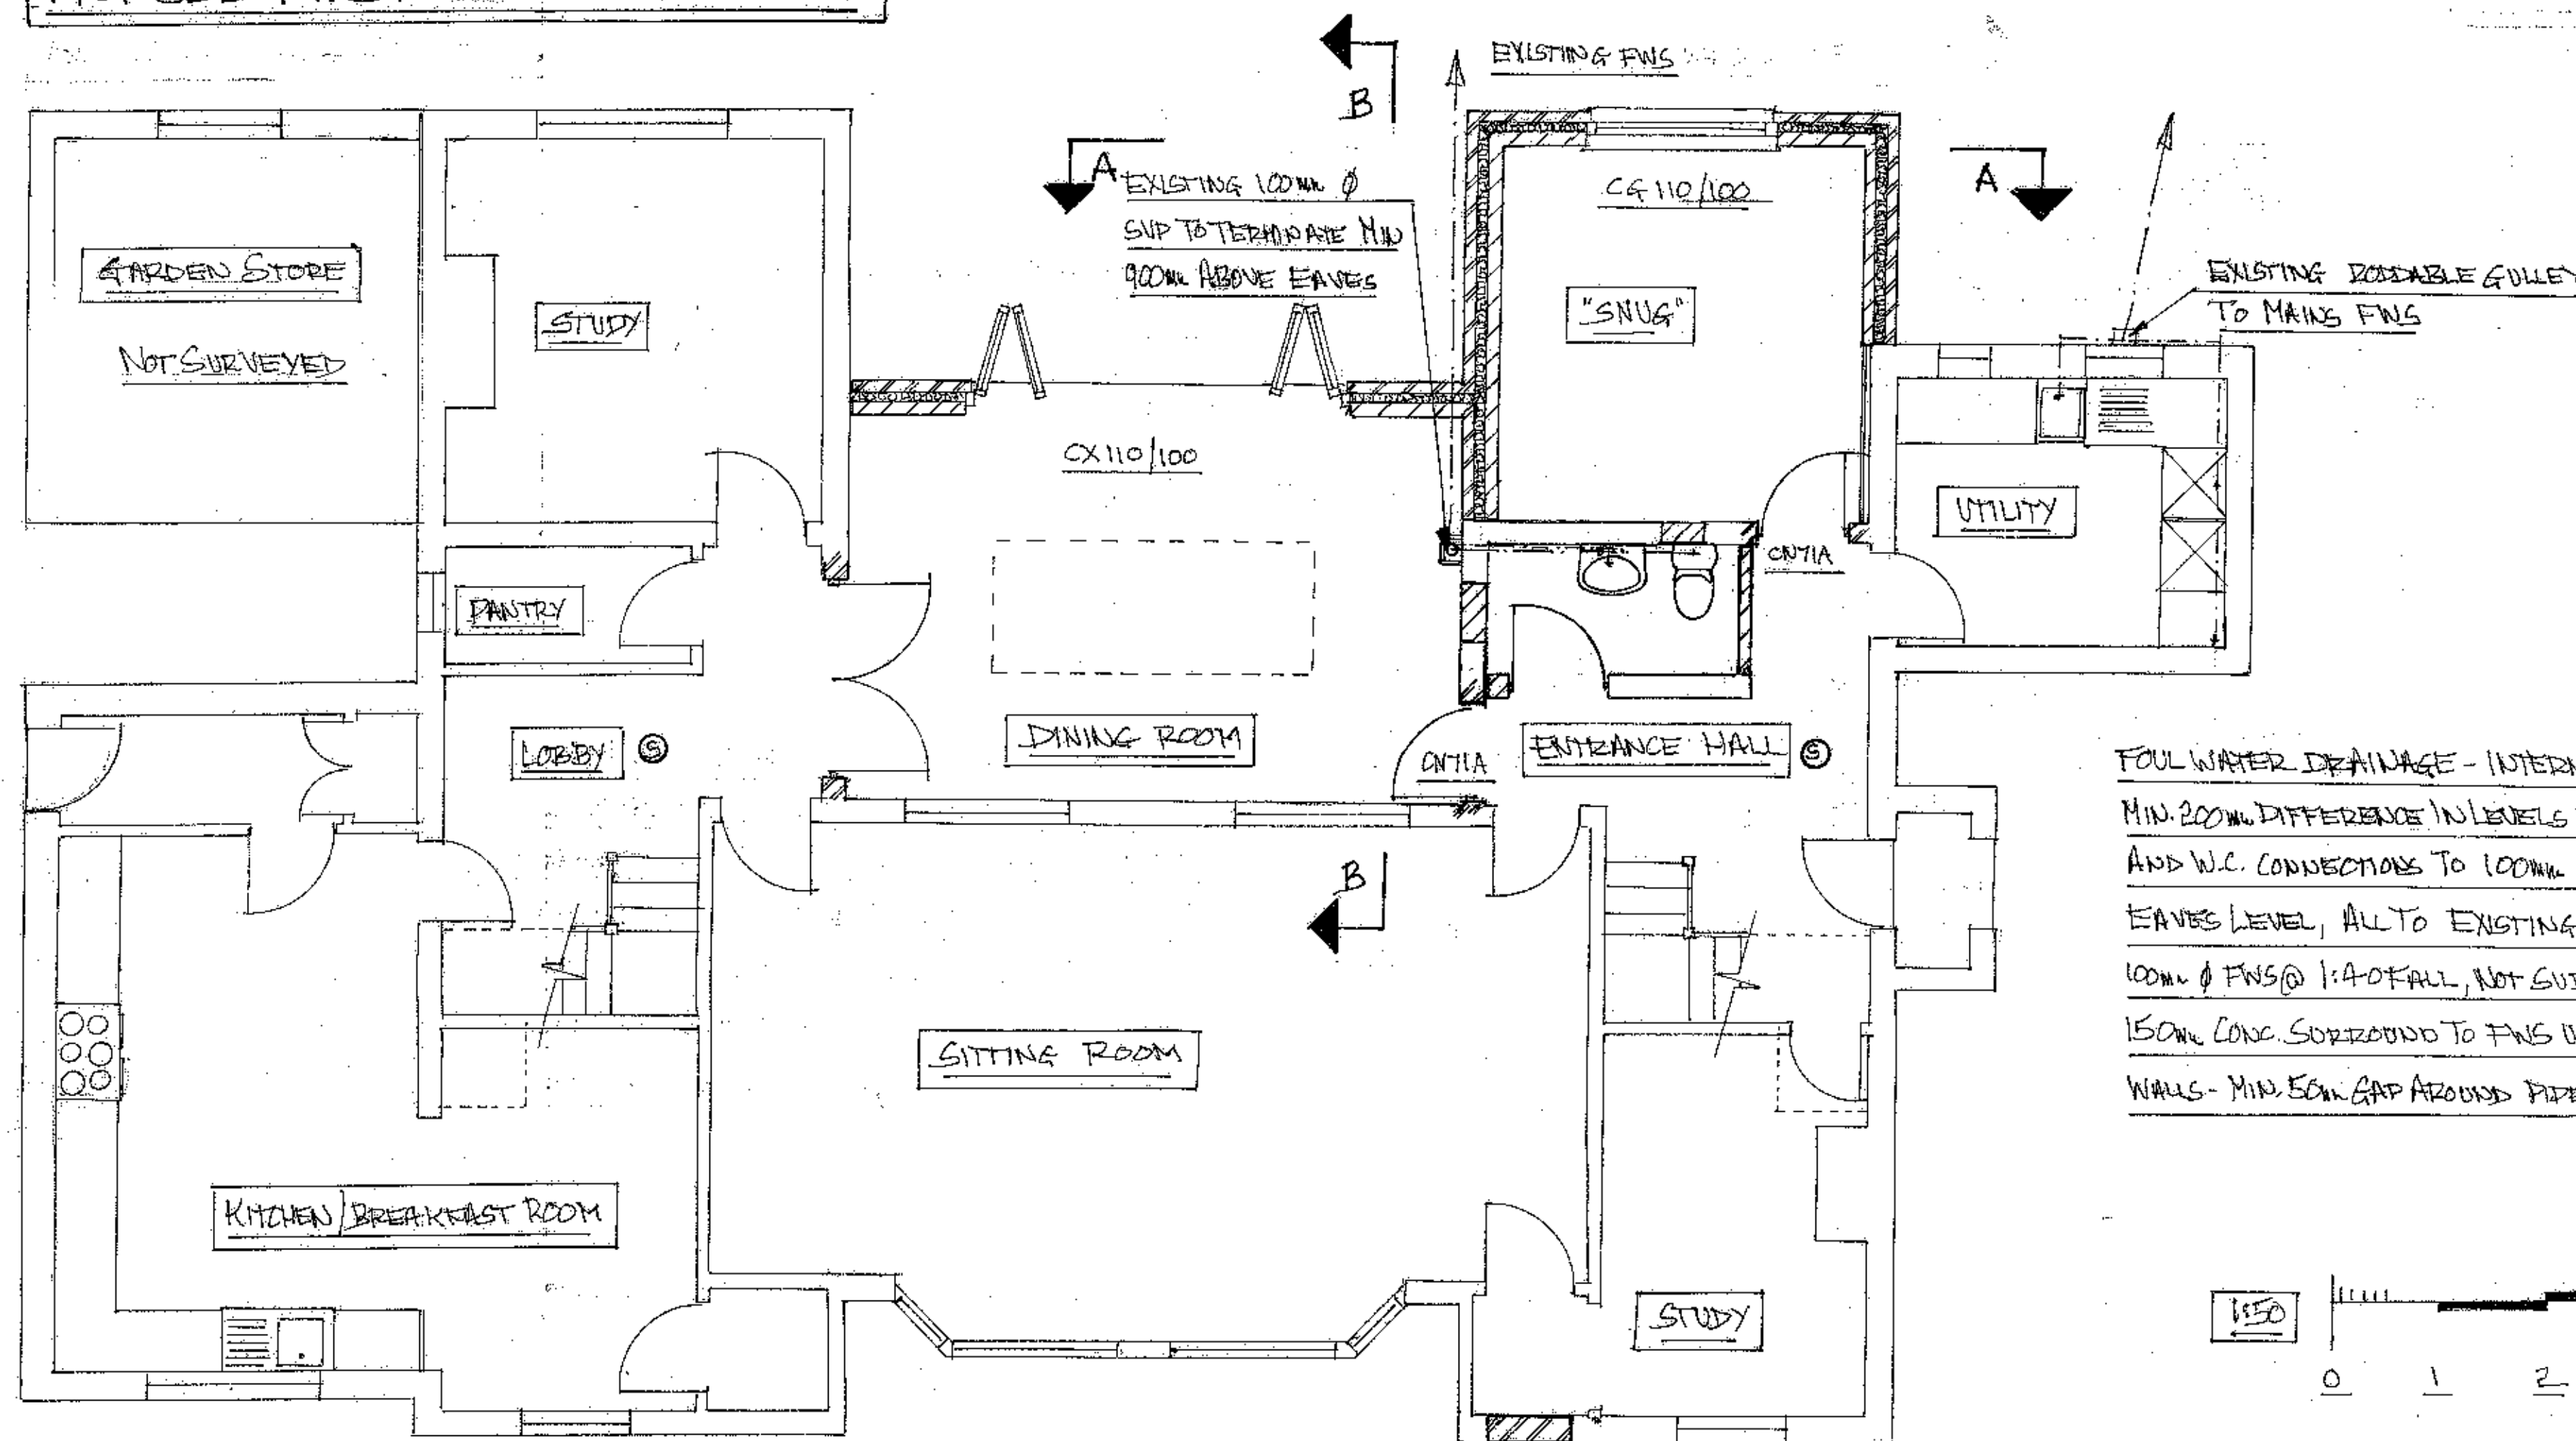 B
EXISTING FWS
A
EXISTING 100mm Ø
SVP TO TERMINATE MIN
900mm ABOVE EAVES
CG 110/100
A
GARDEN STORE
NOT SURVEYED
STUDY
"SNUG"
EXISTING RODDABLE GULLEY
TO MAINS FWS
CX110/100
UTILITY
CN71A
PANTRY
LOBBY
S
DINING ROOM
CN71A
ENTRANCE HALL
S
FOUL WATER DRAINAGE - INTERN
MIN. 200mm DIFFERENCE IN LEVELS
AND W.C. CONNECTIONS TO 100mm
EAVES LEVEL, ALL TO EXISTING
100mm Ø FWS @ 1:40 FALL, NOT
150mm CONC. SURROUND TO FWS
WALLS - MIN. 50mm GAP AROUND PIPE
B
SITTING ROOM
KITCHEN/BREAKFAST ROOM
STUDY
1:50
0 1 2